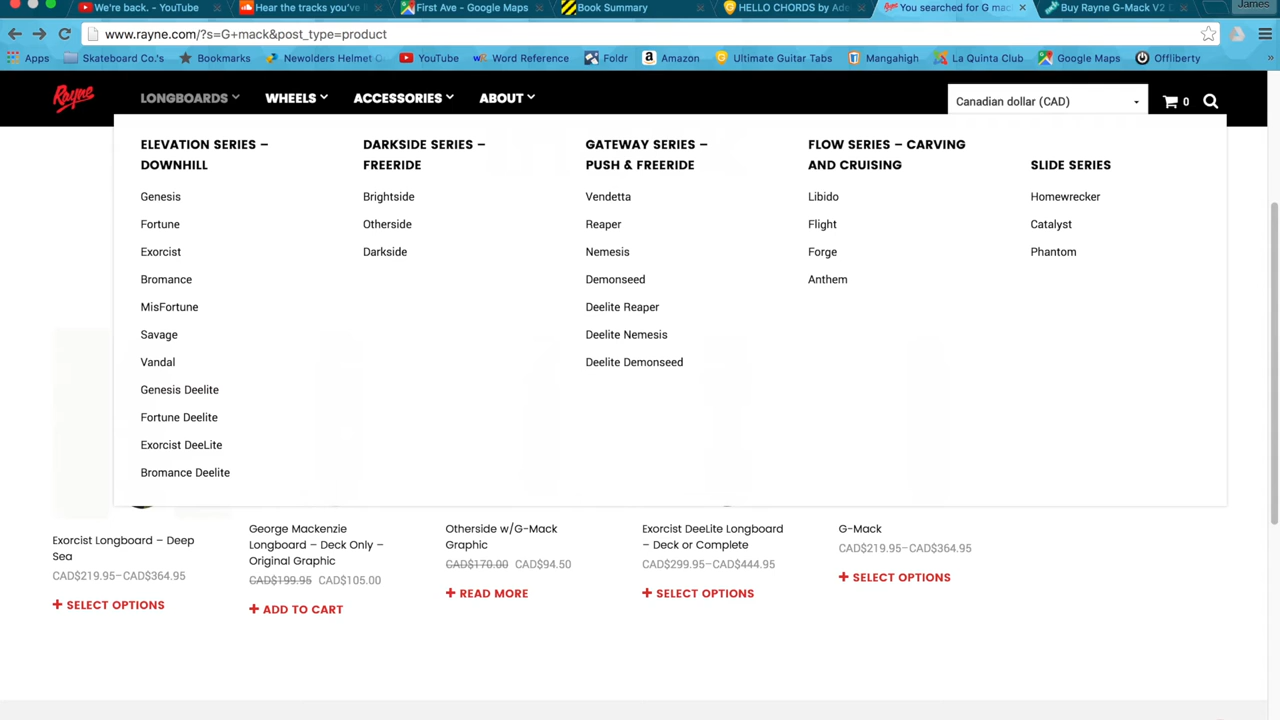 We're back. - YouTube
Hear the tracks you've
First Ave - Google Maps
Book Summary
HELLO CHORDS by Ade
You searched for G mac
Buy Rayne G-Mack V2 D
James
www.rayne.com/?s=G+mack&post_type=product
Apps Skateboard Co.'s Bookmarks Newolders Helmet O YouTube Word Reference Foldr Amazon Ultimate Guitar Tabs Mangahigh La Quinta Club Google Maps Offliberty »
Rayne LONGBOARDS WHEELS ACCESSORIES ABOUT Canadian dollar (CAD) 0
ELEVATION SERIES –
DOWNHILL
Genesis
Fortune
Exorcist
Bromance
MisFortune
Savage
Vandal
Genesis Deelite
Fortune Deelite
Exorcist DeeLite
Bromance Deelite
DARKSIDE SERIES –
FREERIDE
Brightside
Otherside
Darkside
GATEWAY SERIES –
PUSH & FREERIDE
Vendetta
Reaper
Nemesis
Demonseed
Deelite Reaper
Deelite Nemesis
Deelite Demonseed
FLOW SERIES – CARVING
AND CRUISING
Libido
Flight
Forge
Anthem
SLIDE SERIES
Homewrecker
Catalyst
Phantom
Exorcist Longboard – Deep
Sea
CAD$219.95–CAD$364.95
+ SELECT OPTIONS
George Mackenzie
Longboard – Deck Only –
Original Graphic
CAD$199.95 CAD$105.00
+ ADD TO CART
Otherside w/G-Mack
Graphic
CAD$170.00 CAD$94.50
+ READ MORE
Exorcist DeeLite Longboard
– Deck or Complete
CAD$299.95–CAD$444.95
+ SELECT OPTIONS
G-Mack
CAD$219.95–CAD$364.95
+ SELECT OPTIONS